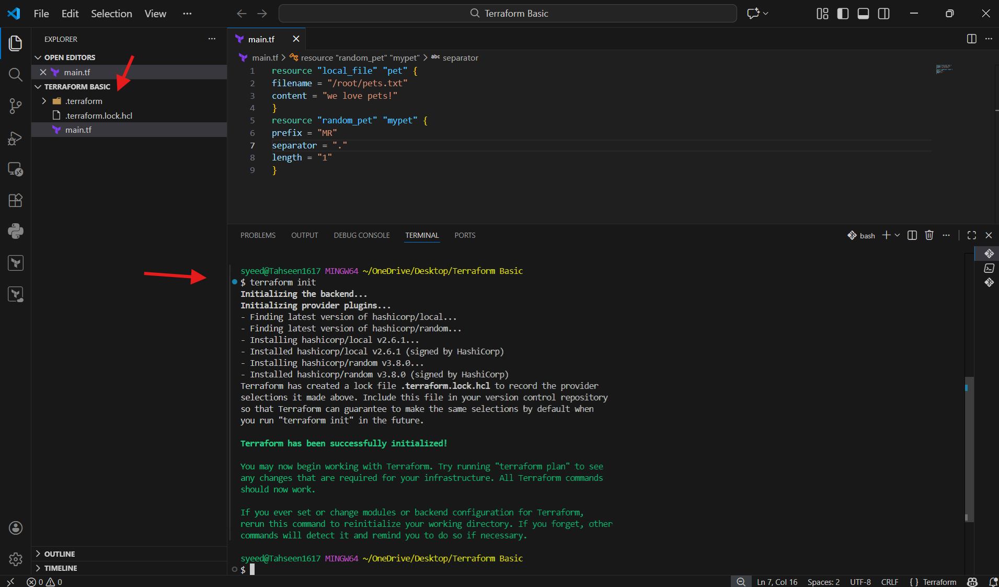 File Edit Selection View
Terraform Basic
EXPLORER
OPEN EDITORS
main.tf
TERRAFORM BASIC
.terraform
.terraform.lock.hcl
main.tf
OUTLINE
TIMELINE
main.tf
main.tf > resource "random_pet" "mypet" > abc separator
1 resource "local_file" "pet" {
2 filename = "/root/pets.txt"
3 content = "we love pets!"
4 }
5 resource "random_pet" "mypet" {
6 prefix = "MR"
7 separator = "."
8 length = "1"
9 }
PROBLEMS OUTPUT DEBUG CONSOLE TERMINAL PORTS
bash
syeed@Tahseen1617 MINGW64 ~/OneDrive/Desktop/Terraform Basic
$ terraform init
Initializing the backend...
Initializing provider plugins...
- Finding latest version of hashicorp/local...
- Finding latest version of hashicorp/random...
- Installing hashicorp/local v2.6.1...
- Installed hashicorp/local v2.6.1 (signed by HashiCorp)
- Installing hashicorp/random v3.8.0...
- Installed hashicorp/random v3.8.0 (signed by HashiCorp)
Terraform has created a lock file .terraform.lock.hcl to record the provider
selections it made above. Include this file in your version control repository
so that Terraform can guarantee to make the same selections by default when
you run "terraform init" in the future.
Terraform has been successfully initialized!
You may now begin working with Terraform. Try running "terraform plan" to see
any changes that are required for your infrastructure. All Terraform commands
should now work.
If you ever set or change modules or backend configuration for Terraform,
rerun this command to reinitialize your working directory. If you forget, other
commands will detect it and remind you to do so if necessary.
syeed@Tahseen1617 MINGW64 ~/OneDrive/Desktop/Terraform Basic
$
0 0
Ln 7, Col 16 Spaces: 2 UTF-8 CRLF { } Terraform